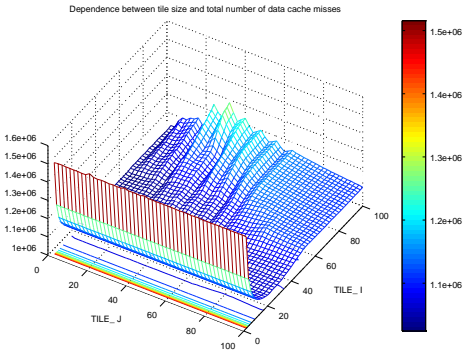 Dependence between tile size and total number of data cache misses
1.6e+06
1.5e+06
1.4e+06
1.3e+06
1.2e+06
1.1e+06
1e+06
0
20
40
60
80
100
TILE_ J
0
20
40
60
80
100
TILE_ I
1.5e+06
1.4e+06
1.3e+06
1.2e+06
1.1e+06